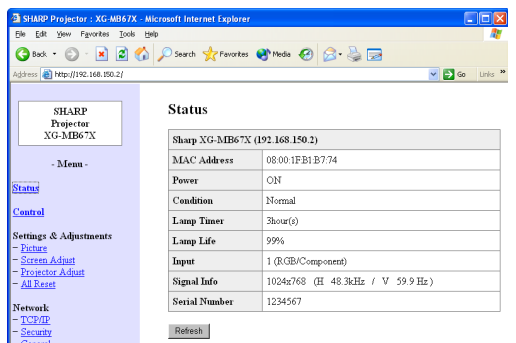 SHARP Projector : XG-MB67X - Microsoft Internet Explorer
File Edit View Favorites Tools Help
Back Search Favorites Media
Address http://192.168.150.2/ Go Links »
SHARP
Projector
XG-MB67X
- Menu -
Status
Control
Settings & Adjustments
- Picture
- Screen Adjust
- Projector Adjust
- All Reset
Network
- TCP/IP
- Security
- General
Status
Sharp XG-MB67X (192.168.150.2)
MAC Address 08:00:1F:B1:B7:74
Power ON
Condition Normal
Lamp Timer 3hour(s)
Lamp Life 99%
Input 1 (RGB/Component)
Signal Info 1024x768 (H 48.3kHz / V 59.9 Hz )
Serial Number 1234567
Refresh